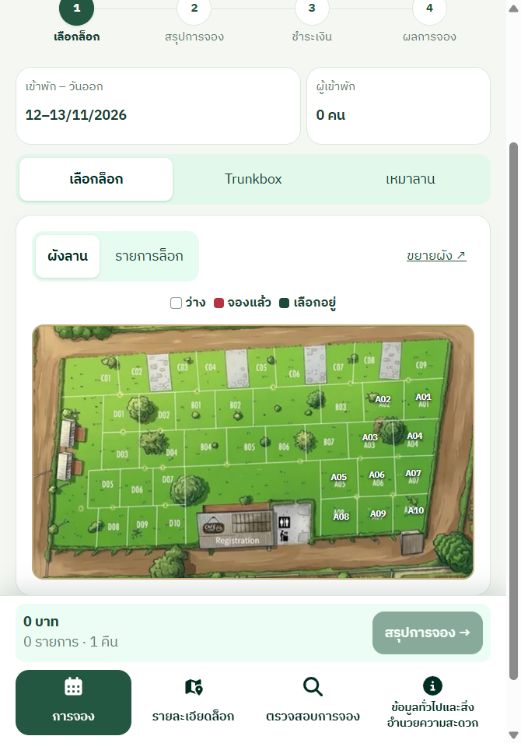 1 2 3 4
เลือกล็อก สรุปการจอง ชำระเงิน ผลการจอง
เข้าพัก – วันออก
12–13/11/2026
ผู้เข้าพัก
0 คน
เลือกล็อก Trunkbox เหมาลาน
ผังลาน รายการล็อก ขยายผัง ↗
ว่าง จองแล้ว เลือกอยู่
C01 C02 C03 C04 C05 C06 C07 C08 C09
D01 D02 B01 B02 B03 A02 A01
D03 D04 B04 B05 B06 B07 A03 A04
D05 D06 D07 A05 A06 A07
D08 D09 D10 A08 A09 A10
Registration
0 บาท
0 รายการ · 1 คืน
สรุปการจอง →
การจอง รายละเอียดล็อก ตรวจสอบการจอง ข้อมูลทั่วไปและสิ่ง
อำนวยความสะดวก